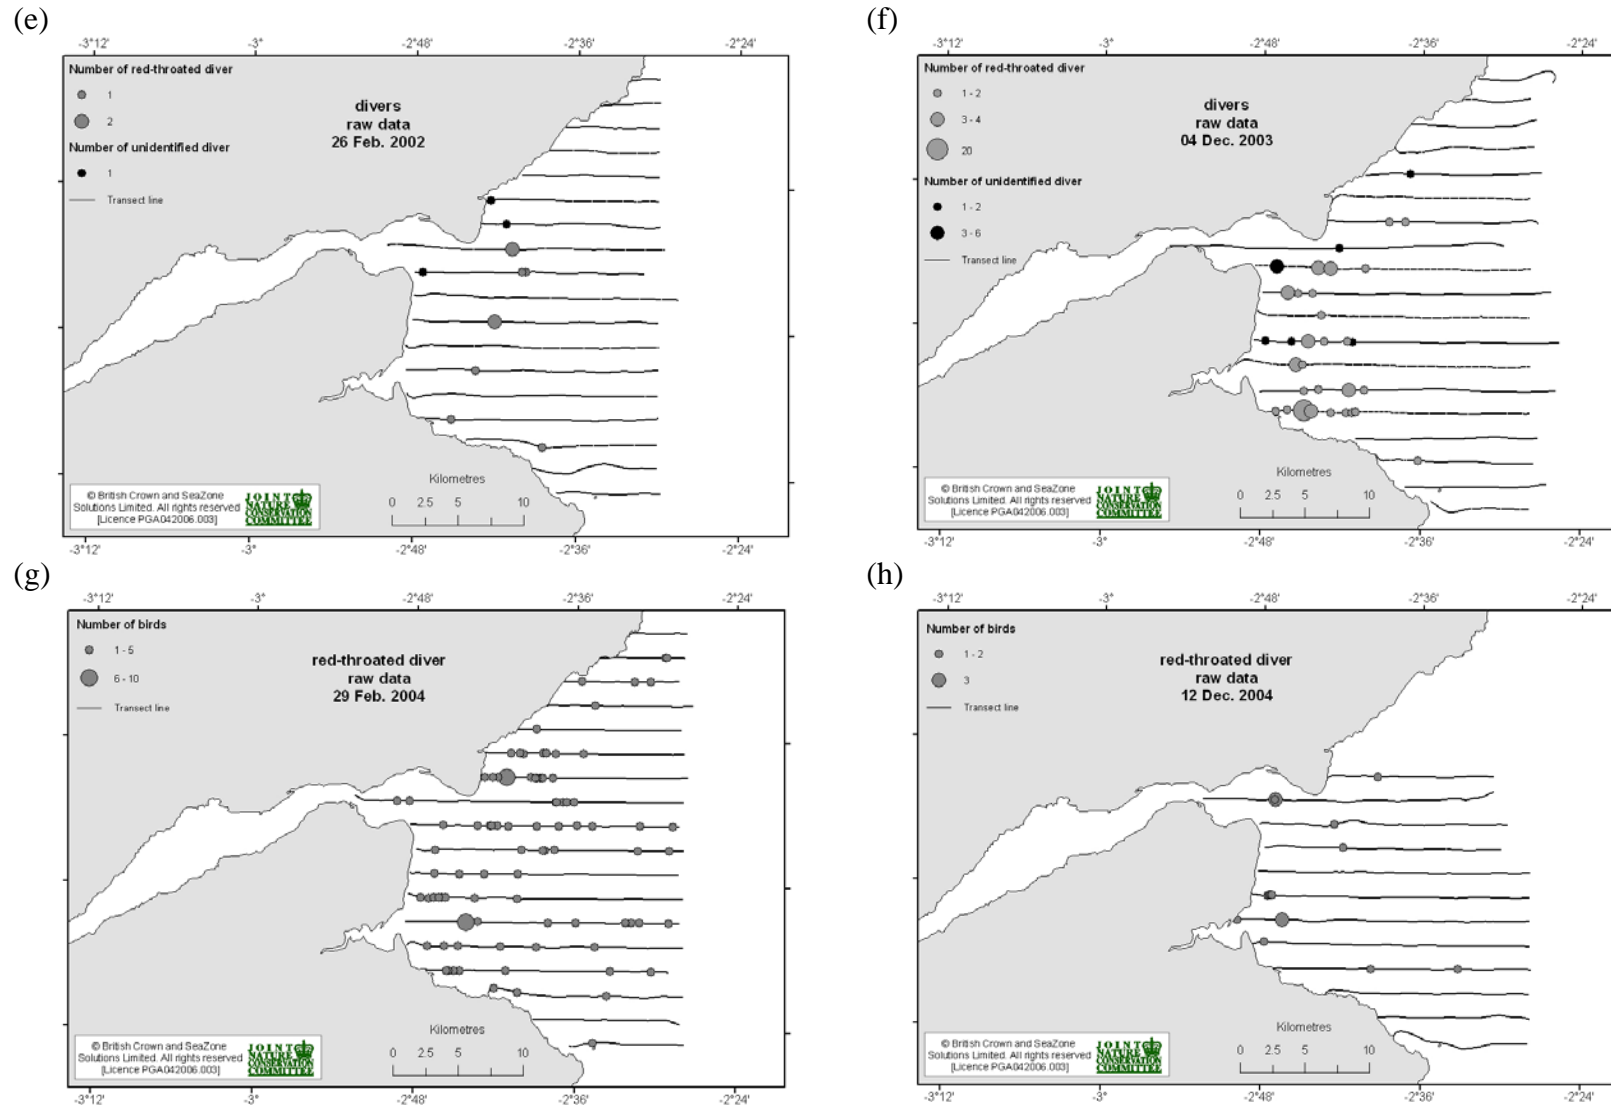 (e)
-3°12'
-3°
-2°48'
-2°36'
-2°24'
Number of red-throated diver
1
2
Number of unidentified diver
1
Transect line
divers
raw data
26 Feb. 2002
Kilometres
0 2.5 5 10
© British Crown and SeaZone
Solutions Limited. All rights reserved
[Licence PGA042006.003]
JOINT
NATURE
CONSERVATION
COMMITTEE
-3°12'
-3°
-2°48'
-2°36'
-2°24'
(f)
-3°12'
-3°
-2°48'
-2°36'
-2°24'
Number of red-throated diver
1 - 2
3 - 4
20
Number of unidentified diver
1 - 2
3 - 6
Transect line
divers
raw data
04 Dec. 2003
Kilometres
0 2.5 5 10
© British Crown and SeaZone
Solutions Limited. All rights reserved
[Licence PGA042006.003]
JOINT
NATURE
CONSERVATION
COMMITTEE
-3°12'
-3°
-2°48'
-2°36'
-2°24'
(g)
-3°12'
-3°
-2°48'
-2°36'
-2°24'
Number of birds
1 - 5
6 - 10
Transect line
red-throated diver
raw data
29 Feb. 2004
Kilometres
0 2.5 5 10
© British Crown and SeaZone
Solutions Limited. All rights reserved
[Licence PGA042006.003]
JOINT
NATURE
CONSERVATION
COMMITTEE
-3°12'
-3°
-2°48'
-2°36'
-2°24'
(h)
-3°12'
-3°
-2°48'
-2°36'
-2°24'
Number of birds
1 - 2
3
Transect line
red-throated diver
raw data
12 Dec. 2004
Kilometres
0 2.5 5 10
© British Crown and SeaZone
Solutions Limited. All rights reserved
[Licence PGA042006.003]
JOINT
NATURE
CONSERVATION
COMMITTEE
-3°12'
-3°
-2°48'
-2°36'
-2°24'